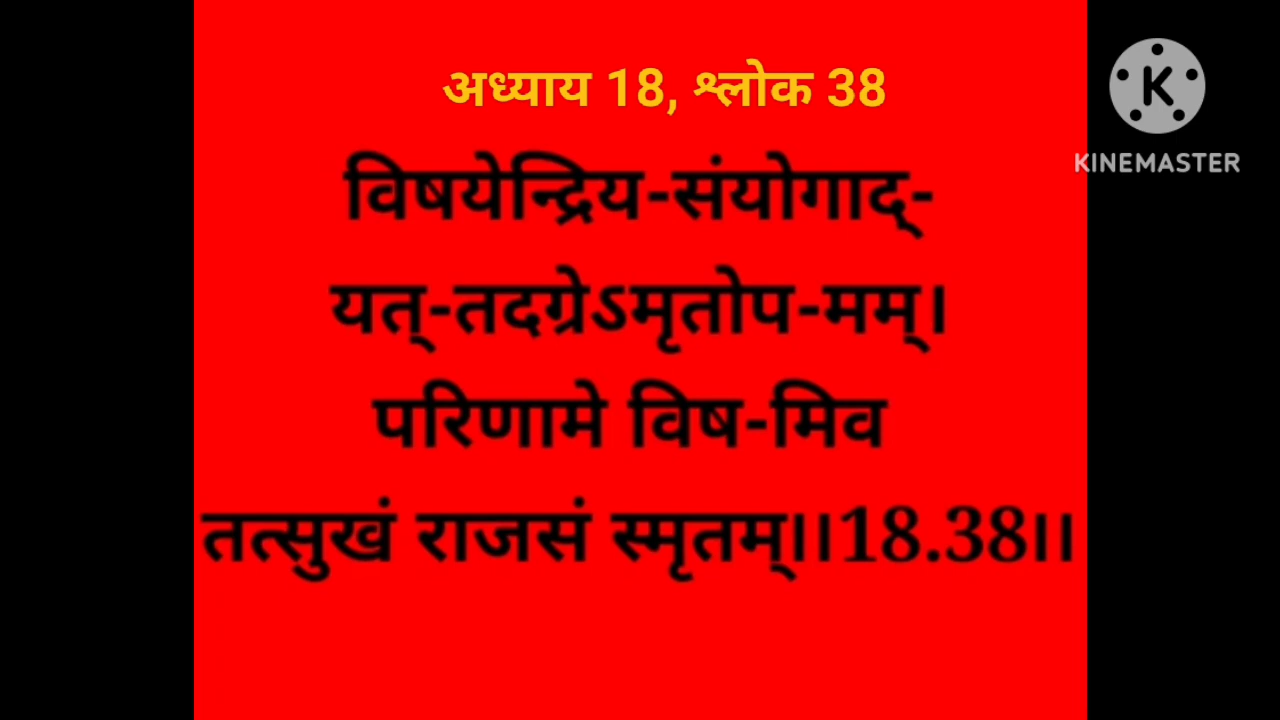 अध्याय 18, श्लोक 38
KINEMASTER
विषयेन्द्रिय-संयोगाद्-
यत्-तदग्रेऽमृतोप-मम्।
परिणामे विष-मिव
तत्सुखं राजसं स्मृतम्।।18.38।।